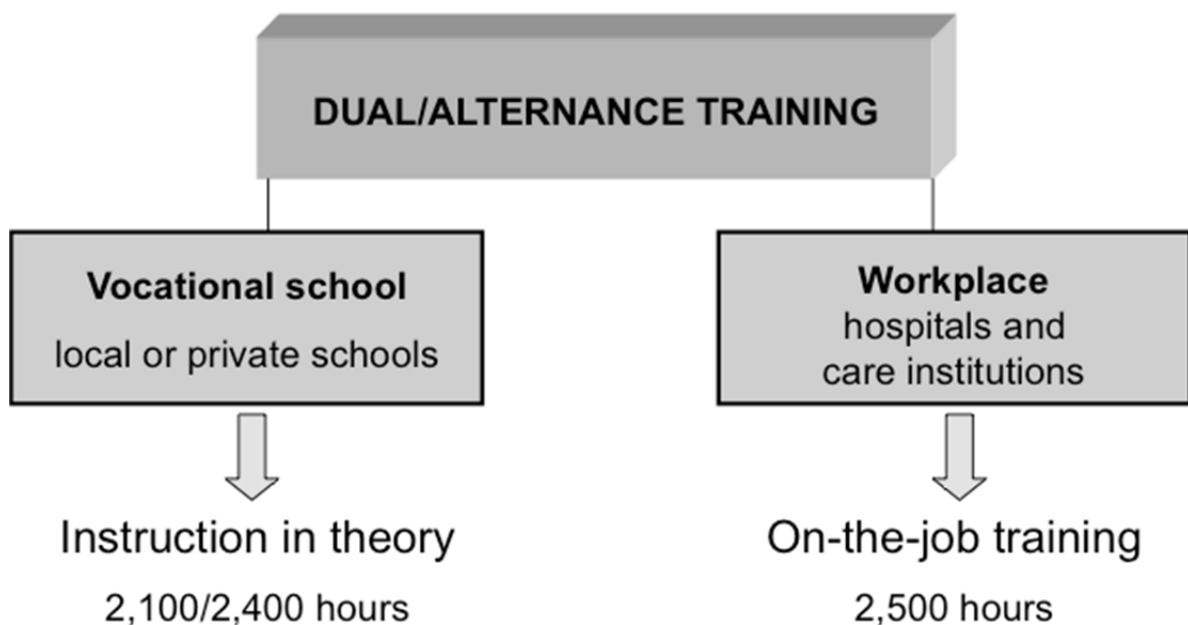 DUAL/ALTERNANCE TRAINING
Vocational school
local or private schools
Workplace
hospitals and
care institutions
Instruction in theory
2,100/2,400 hours
On-the-job training
2,500 hours